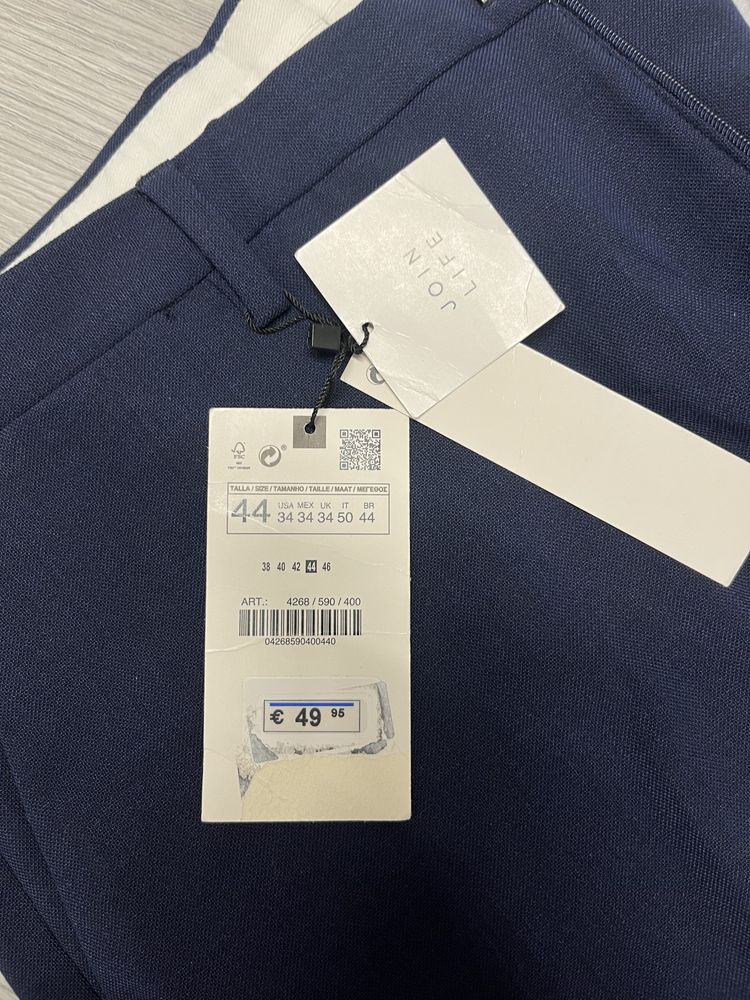 JOIN
LIFE
FSC
®
TALLA / SIZE / TAMANHO / TAILLE / MAAT / ΜΕΓΕΘΟΣ
44
USA MEX UK IT BR
34 34 34 50 44
38 40 42 44 46
ART.: 4268 / 590 / 400
04268590400440
€ 49 95